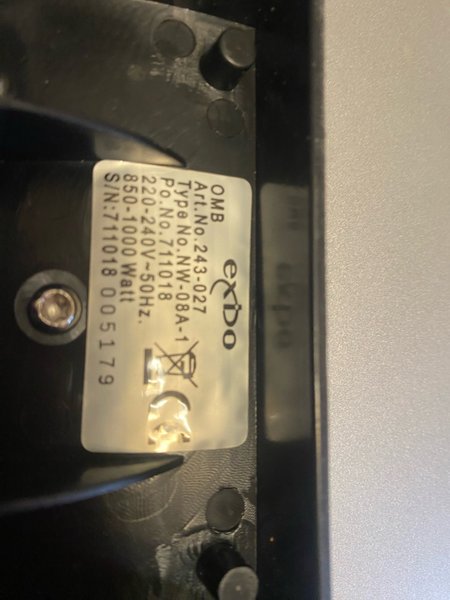 OMB
exido
Art.No.243-027
Type No.NW-08A-1
Po.No.711018
220-240V~50Hz.
850-1000 Watt
S/N:711018 005179
CE